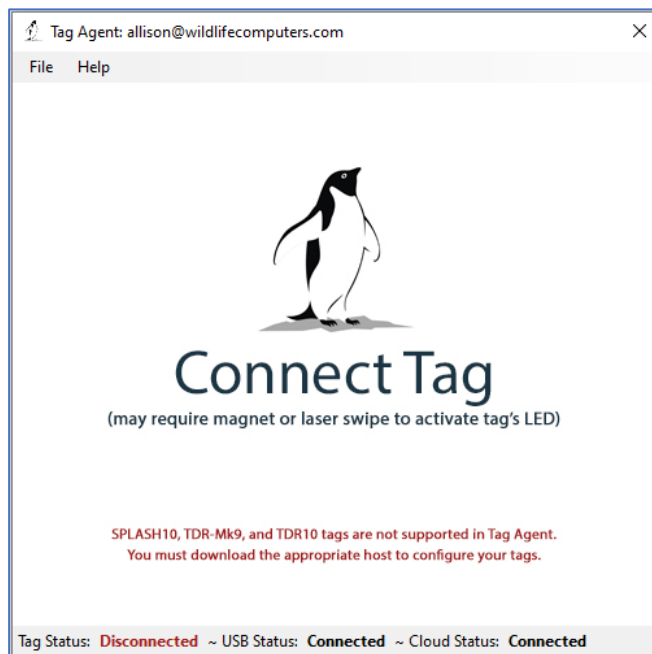 Tag Agent: allison@wildlifecomputers.com
File Help
Connect Tag
(may require magnet or laser swipe to activate tag's LED)
SPLASH10, TDR-Mk9, and TDR10 tags are not supported in Tag Agent.
You must download the appropriate host to configure your tags.
Tag Status: Disconnected ~ USB Status: Connected ~ Cloud Status: Connected